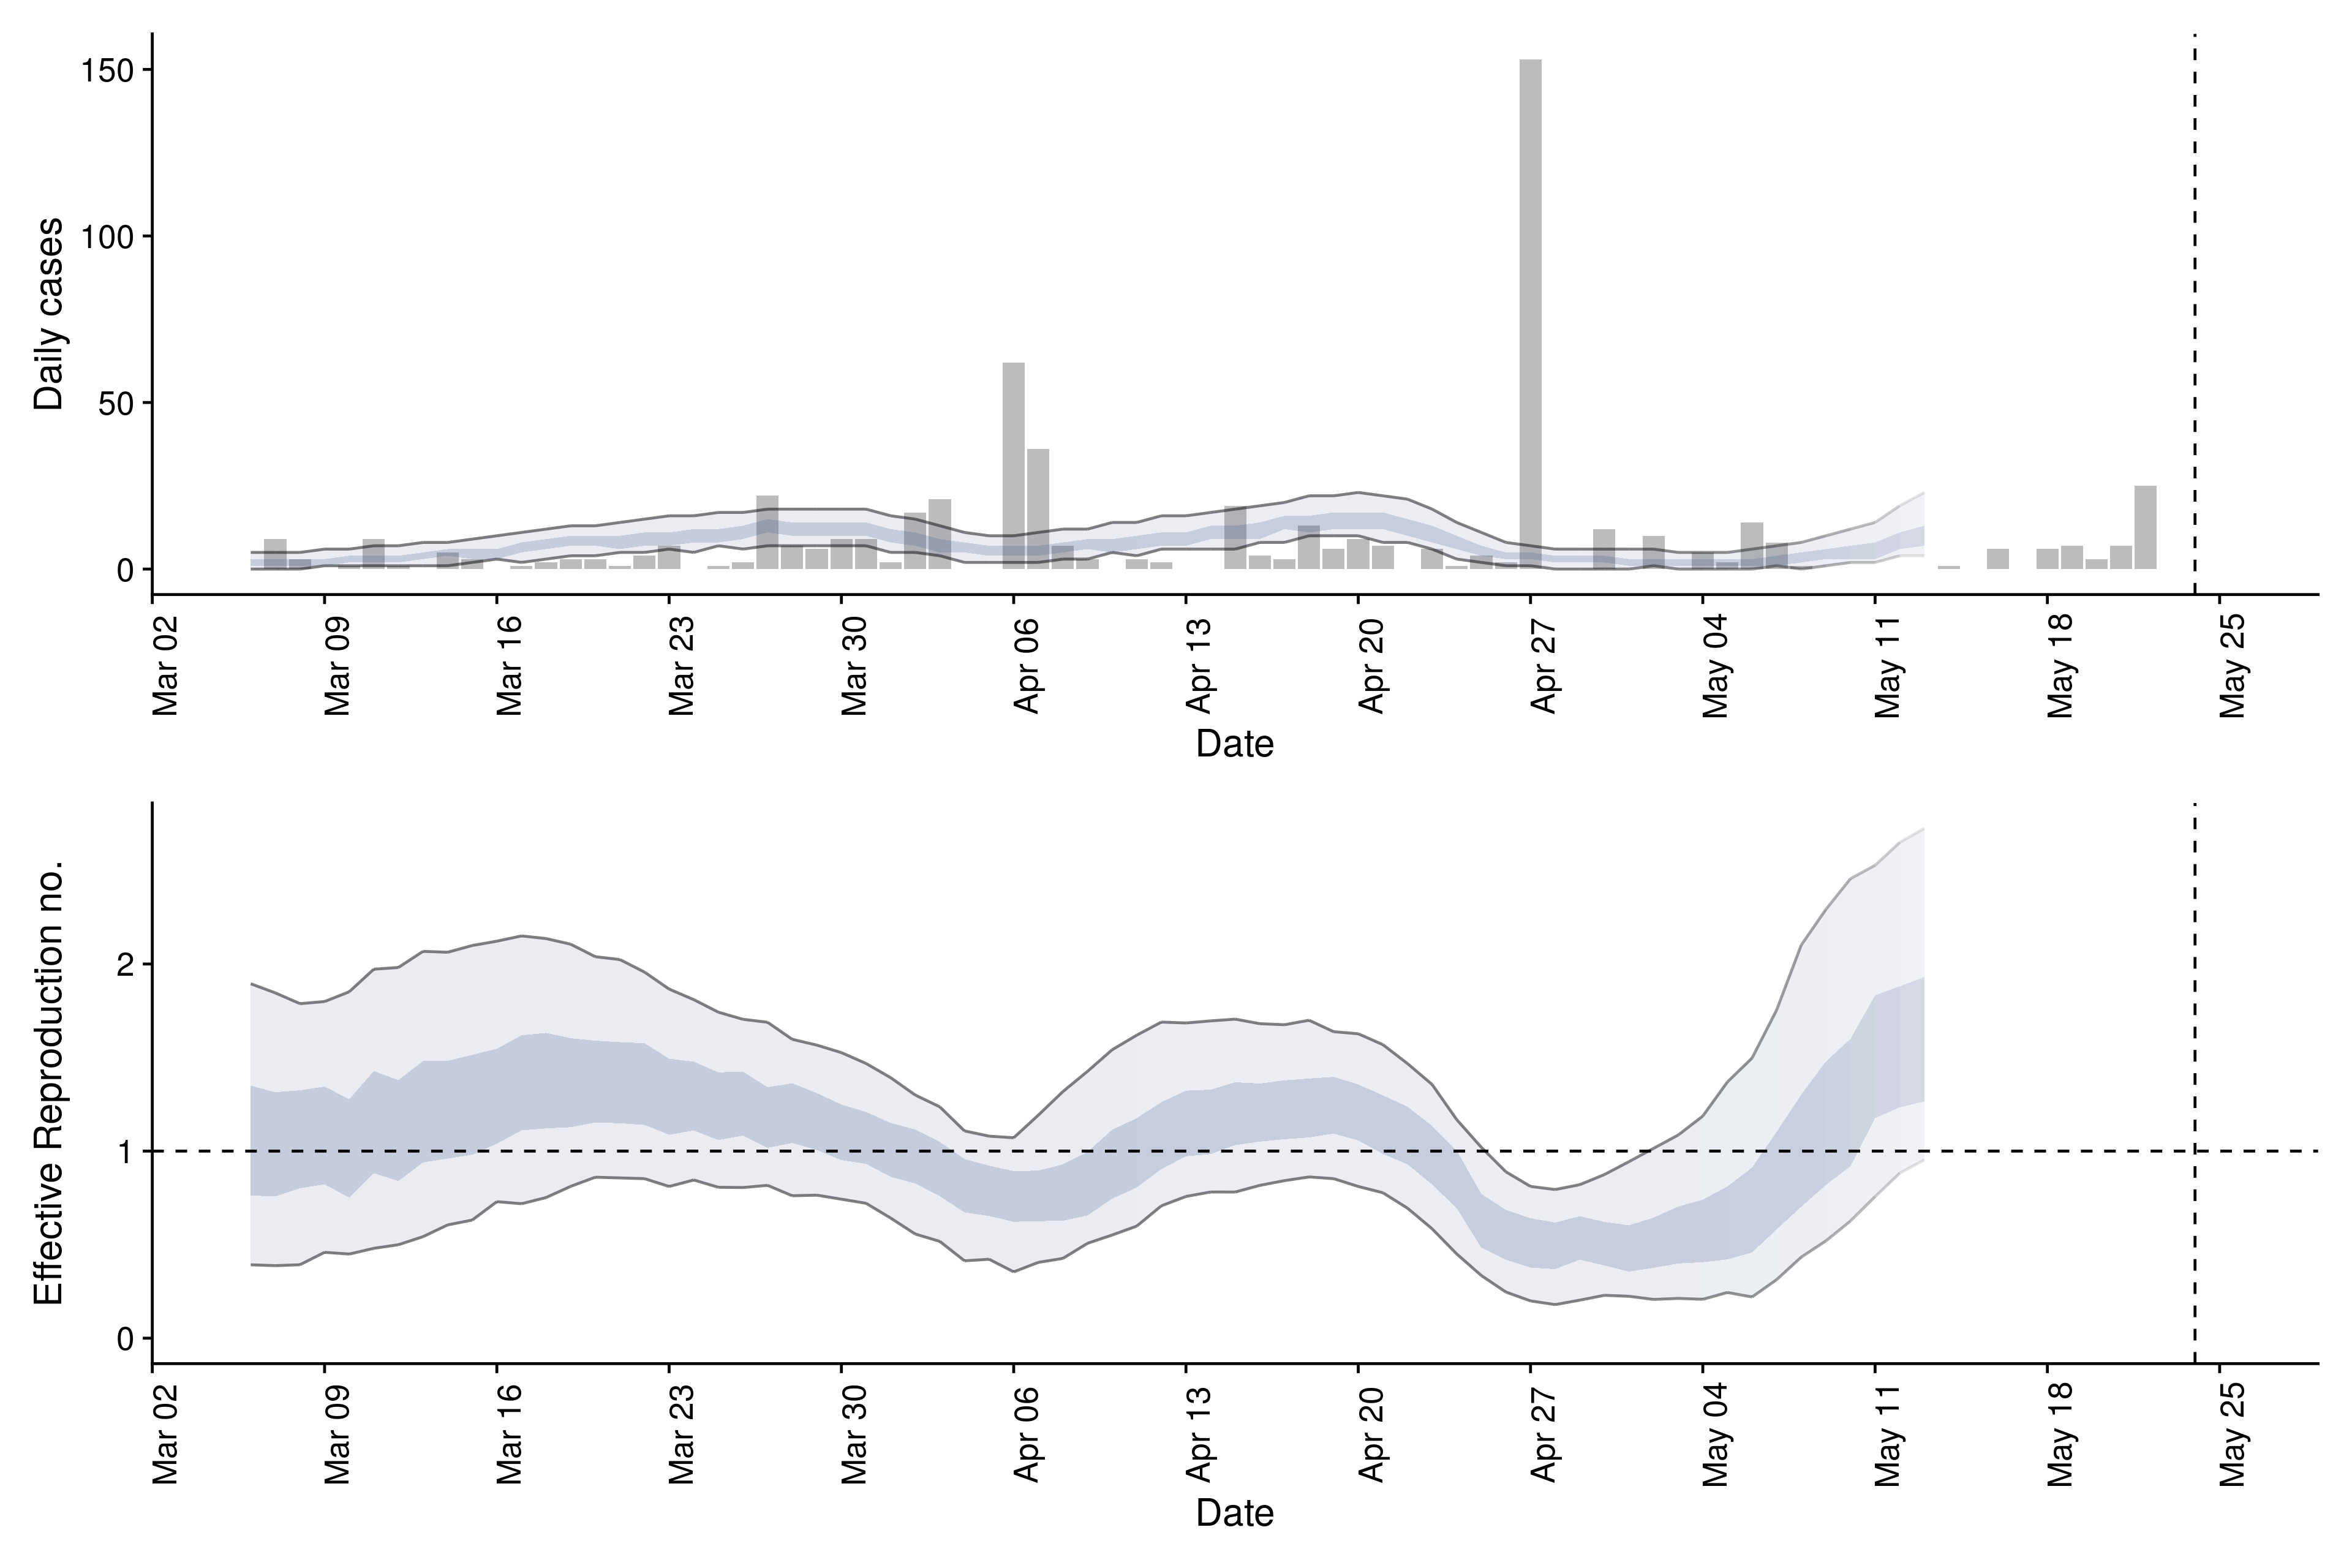 Daily cases
150
100
50
0
Mar 02
Mar 09
Mar 16
Mar 23
Mar 30
Apr 06
Apr 13
Apr 20
Apr 27
May 04
May 11
May 18
May 25
Date
Effective Reproduction no.
2
1
0
Mar 02
Mar 09
Mar 16
Mar 23
Mar 30
Apr 06
Apr 13
Apr 20
Apr 27
May 04
May 11
May 18
May 25
Date